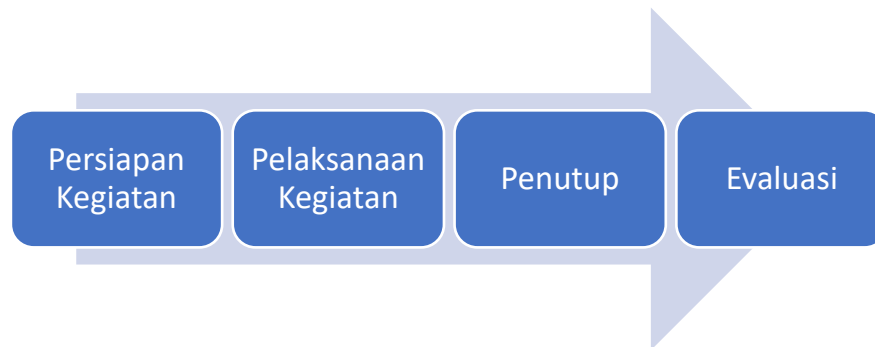 Persiapan
Kegiatan
Pelaksanaan
Kegiatan
Penutup
Evaluasi